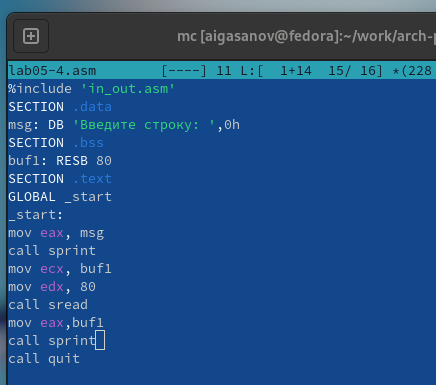 mc [aigasanov@fedora]:~/work/arch-p
lab05-4.asm [----] 11 L:[ 1+14 15/ 16] *(228
%include 'in_out.asm'
SECTION .data
msg: DB 'Введите строку: ',0h
SECTION .bss
buf1: RESB 80
SECTION .text
GLOBAL _start
_start:
mov eax, msg
call sprint
mov ecx, buf1
mov edx, 80
call sread
mov eax,buf1
call sprint
call quit